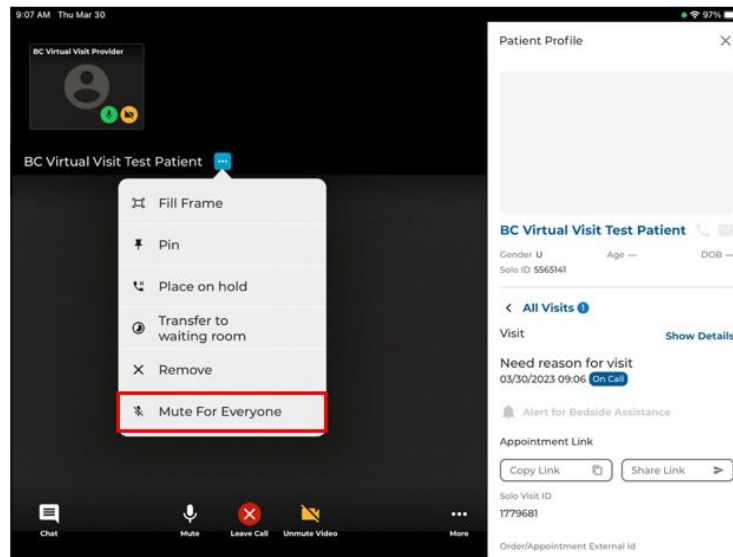 9:07 AM Thu Mar 30
97%
BC Virtual Visit Provider
BC Virtual Visit Test Patient
Fill Frame
Pin
Place on hold
Transfer to
waiting room
Remove
Mute For Everyone
Chat
Mute
Leave Call
Unmute Video
More
Patient Profile
BC Virtual Visit Test Patient
Gender U Age — DOB —
Solo ID 5565141
All Visits 1
Visit Show Details
Need reason for visit
03/30/2023 09:06 On Call
Alert for Bedside Assistance
Appointment Link
Copy Link Share Link
Solo Visit ID
1779681
Order/Appointment External Id